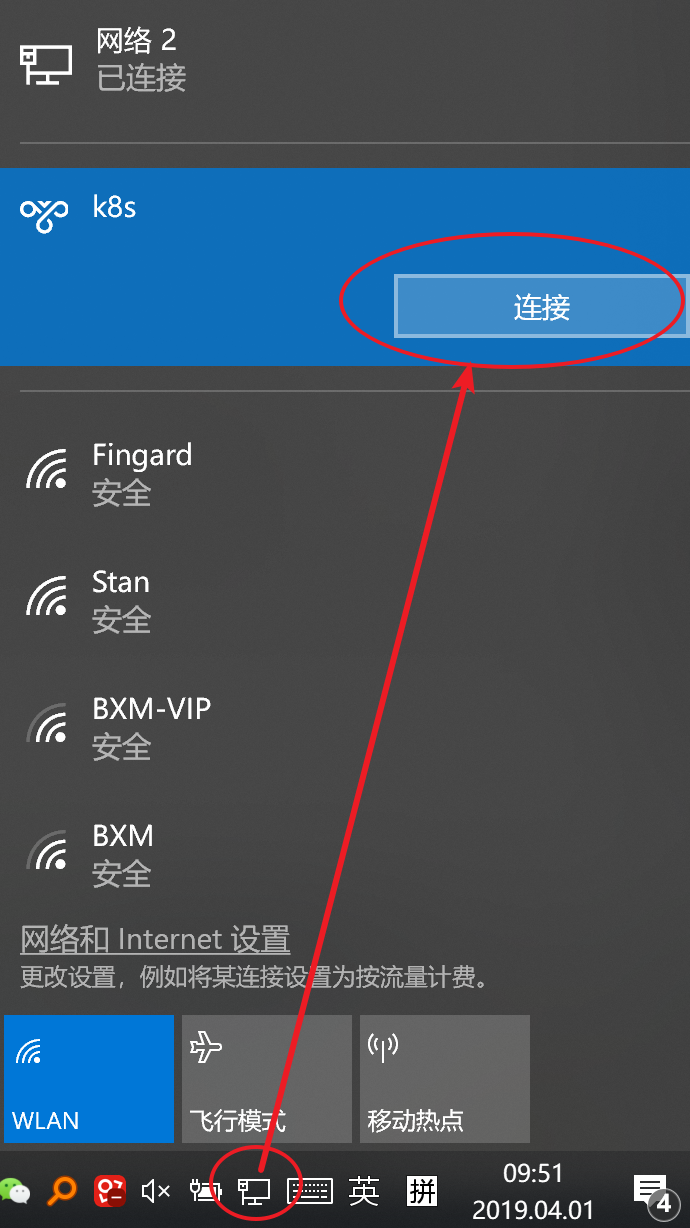 网络 2
已连接
k8s
连接
Fingard
安全
Stan
安全
BXM-VIP
安全
BXM
安全
网络和 Internet 设置
更改设置，例如将某连接设置为按流量计费。
WLAN
飞行模式
移动热点
英
拼
09:51
2019.04.01
4